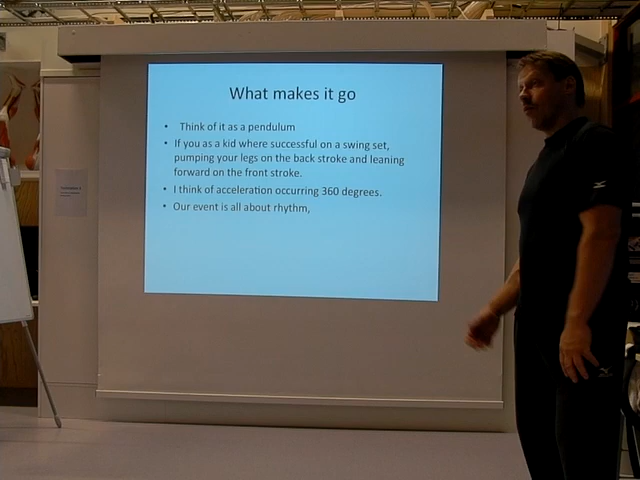 What makes it go
• Think of it as a pendulum
• If you as a kid where successful on a swing set,
pumping your legs on the back stroke and leaning
forward on the front stroke.
• I think of acceleration occurring 360 degrees.
• Our event is all about rhythm,